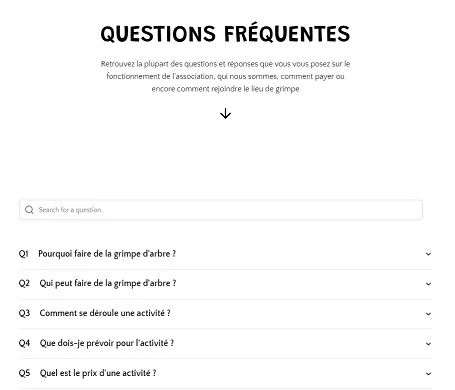 QUESTIONS FRÉQUENTES
Retrouvez la plupart des questions et réponses que vous vous posez sur le
fonctionnement de l'association, qui nous sommes, comment payer ou
encore comment rejoindre le lieu de grimpe
Search for a question..
Q1 Pourquoi faire de la grimpe d'arbre ?
Q2 Qui peut faire de la grimpe d'arbre ?
Q3 Comment se déroule une activité ?
Q4 Que dois-je prévoir pour l'activité ?
Q5 Quel est le prix d'une activité ?